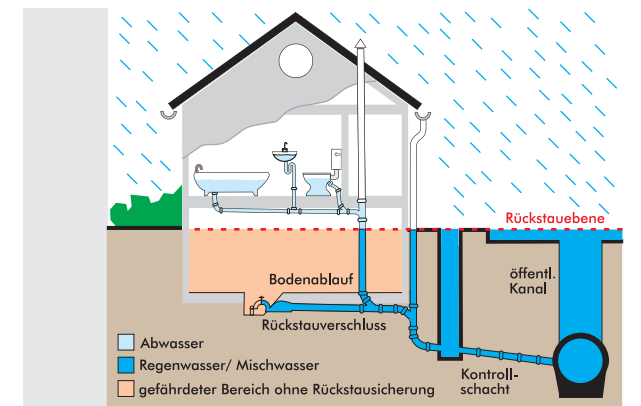 Rückstauebene
öffentl.
Kanal
Bodenablauf
Rückstauverschluss
Kontroll-
schacht
Abwasser
Regenwasser/ Mischwasser
gefährdeter Bereich ohne Rückstausicherung